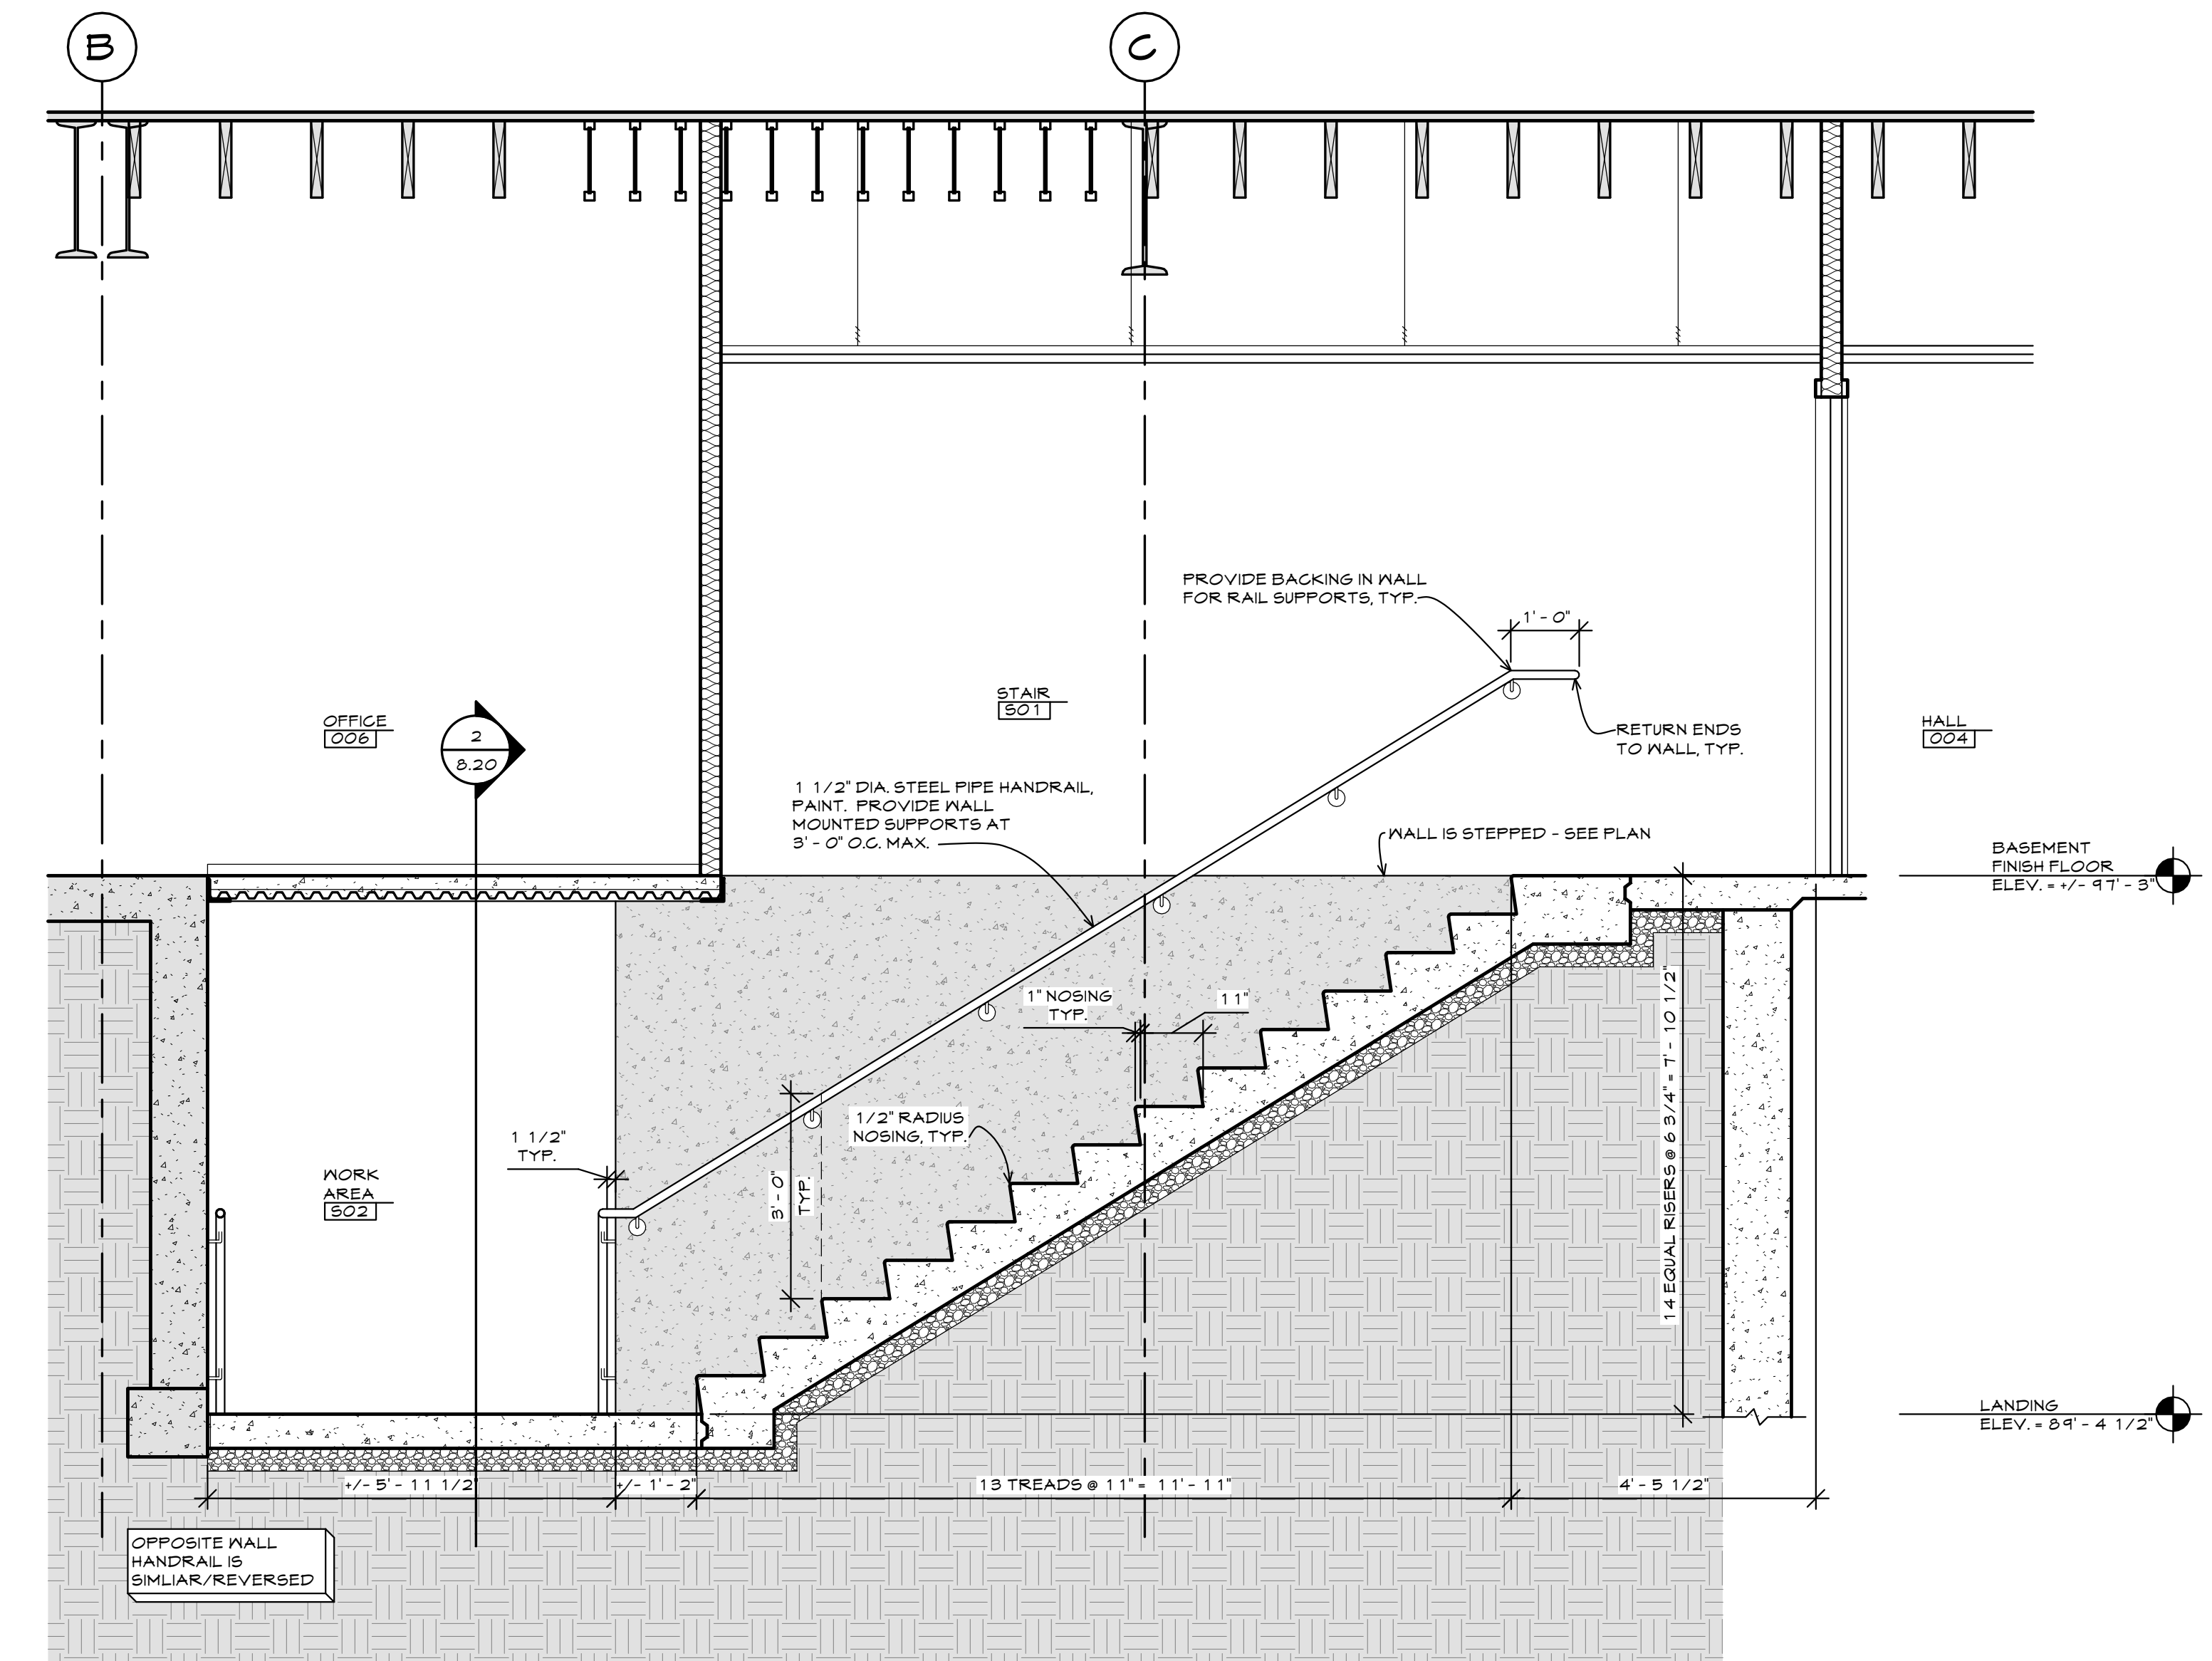 B
C
PROVIDE BACKING IN WALL
FOR RAIL SUPPORTS, TYP.
1' - 0"
STAIR
S01
OFFICE
006
2
8.20
RETURN ENDS
TO WALL, TYP.
HALL
004
1 1/2" DIA. STEEL PIPE HANDRAIL,
PAINT. PROVIDE WALL
MOUNTED SUPPORTS AT
3' - 0" O.C. MAX.
WALL IS STEPPED - SEE PLAN
BASEMENT
FINISH FLOOR
ELEV. = +/- 97' - 3"
1" NOSING
TYP.
11"
14 EQUAL RISERS @ 6 3/4" = 7' - 10 1/2"
1/2" RADIUS
NOSING, TYP.
1 1/2"
TYP.
3' - 0"
TYP.
WORK
AREA
S02
LANDING
ELEV. = 89' - 4 1/2"
+/- 5' - 11 1/2"
+/- 1' - 2"
13 TREADS @ 11" = 11' - 11"
4' - 5 1/2"
OPPOSITE WALL
HANDRAIL IS
SIMLIAR/REVERSED